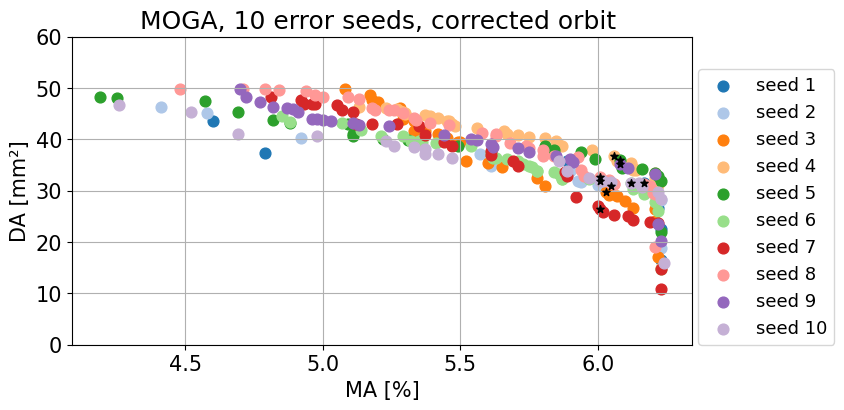 MOGA, 10 error seeds, corrected orbit
DA [mm²]
60
50
40
30
20
10
0
4.5 5.0 5.5 6.0
MA [%]
seed 1
seed 2
seed 3
seed 4
seed 5
seed 6
seed 7
seed 8
seed 9
seed 10